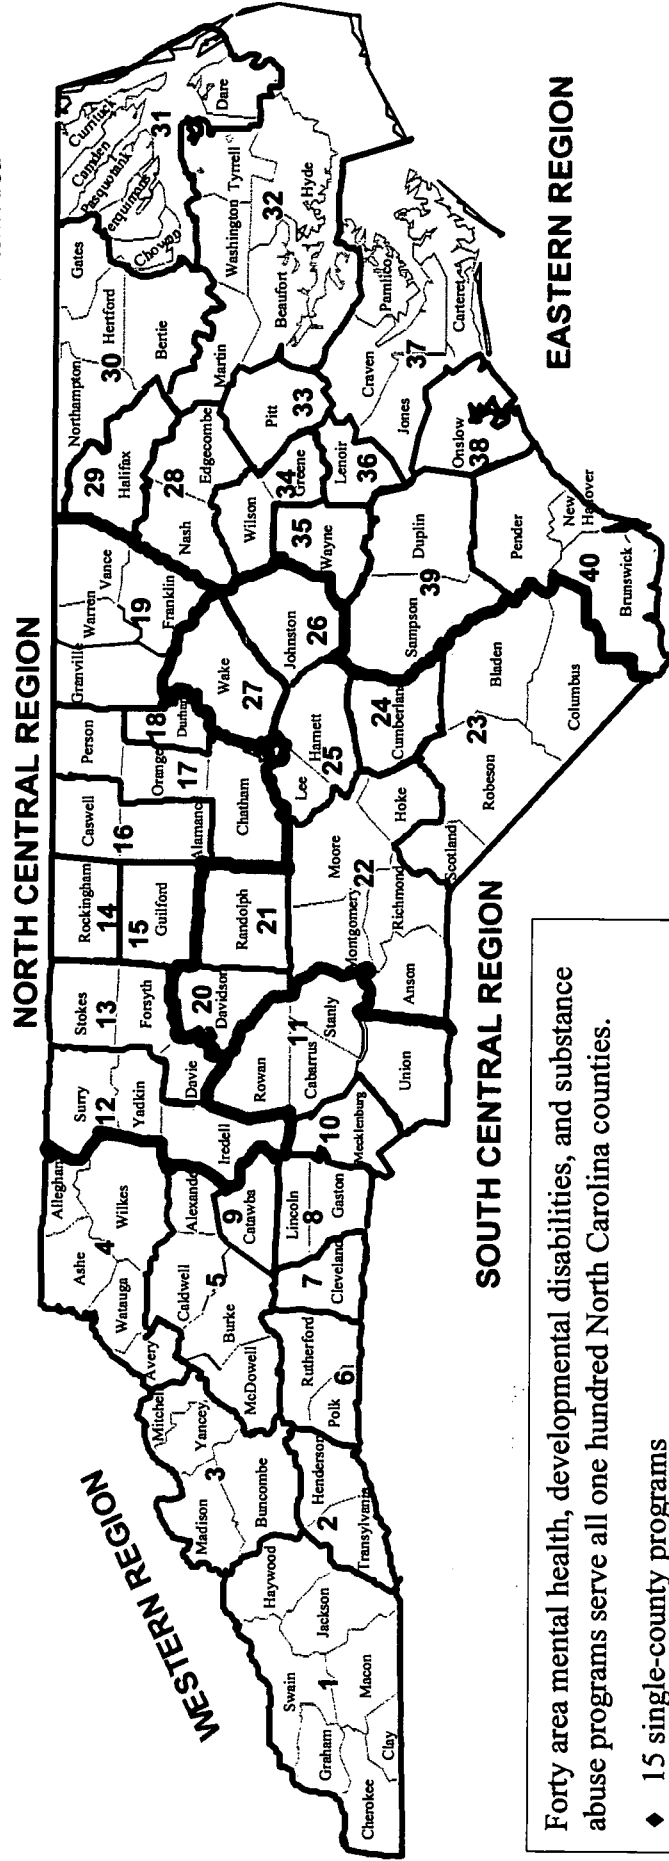 NORTH CENTRAL REGION
WESTERN REGION
SOUTH CENTRAL REGION
EASTERN REGION
Cherokee
Graham
Clay
Swain
1
Macon
Jackson
Haywood
2
Transylvania
Henderson
Madison
3
Buncombe
Yancey
Mitchell
Avery
McDowell
Polk
6
Rutherford
Burke
5
Caldwell
Watauga
Ashe
4
Wilkes
Alleghan
Alexande
7
Cleveland
9
Catawba
Lincoln
8
Gaston
Iredell
10
Mecklenburg
Surry
12
Yadkin
Davie
Rowan
11
Cabarrus
Stanly
Union
Stokes
13
Forsyth
20
Davidson
Anson
Rockingham
14
15
Guilford
Randolph
21
Montgomery
22
Moore
Richmond
Scotland
Hoke
Caswell
16
Alamanc
Chatham
Person
Orange
17
18
Durham
Lee
Harnett
25
24
Cumberlan
Robeson
23
Bladen
Columbus
Granville
Warren
Vance
19
Franklin
Wake
27
Johnston
26
Sampson
39
Duplin
Pender
New
Hanover
40
Brunswick
29
Halifax
Northampton
30
Hertford
Gates
Bertie
Nash
28
Edgecombe
Wilson
34
Greene
35
Wayne
Lenoir
36
Pitt
33
Martin
Jones
Craven
37
Pamlico
Carteret
Onslow
38
Washington
Tyrrell
Beaufort
32
Hyde
Dare
Chowan
erquimans
Pasquotank
Camden
Currituck
31
Forty area mental health, developmental disabilities, and substance
abuse programs serve all one hundred North Carolina counties.
♦ 15 single-county programs